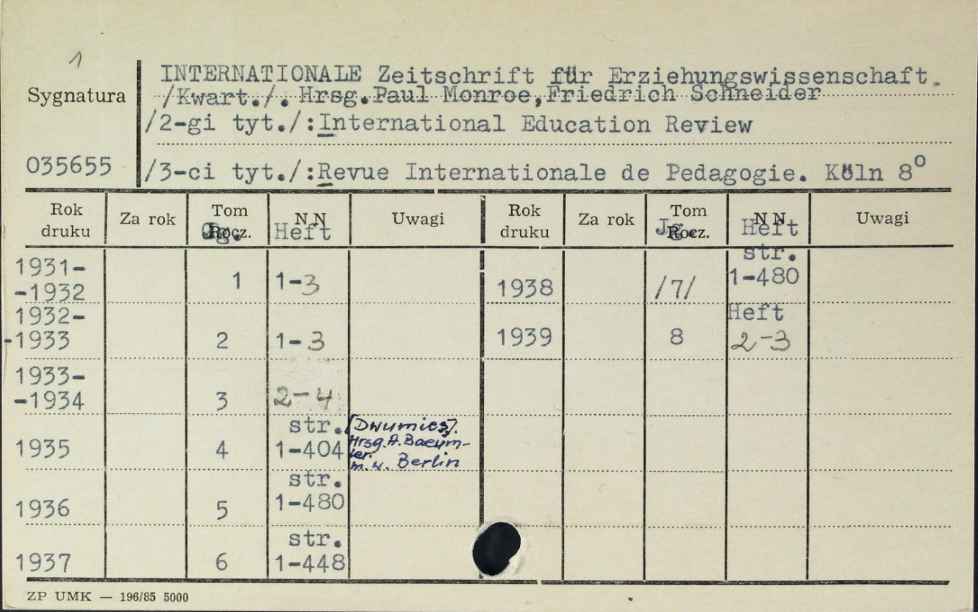 1
INTERNATIONALE Zeitschrift für Erziehungswissenschaft.
Sygnatura /Kwart./. Hrsg.Paul Monroe,Friedrich Schneider
/2-gi tyt./:International Education Review
035655 /3-ci tyt./:Revue Internationale de Pedagogie. Köln 8°
Rok druku Za rok Tom Rocz. Jg. N N Heft Uwagi Rok druku Za rok Tom Rocz. Jg. N N Heft Uwagi
1931-
-1932 1 1-3 1938 /7/ str. 1-480
1932-
-1933 2 1-3 1939 8 Heft 2-3
1933-
-1934 3 2-4
1935 4 str. 1-404 [Dwumies]. Hrsg. A. Baeumler. m. w. Berlin
1936 5 str. 1-480
1937 6 str. 1-448
ZP UMK — 196/85 5000